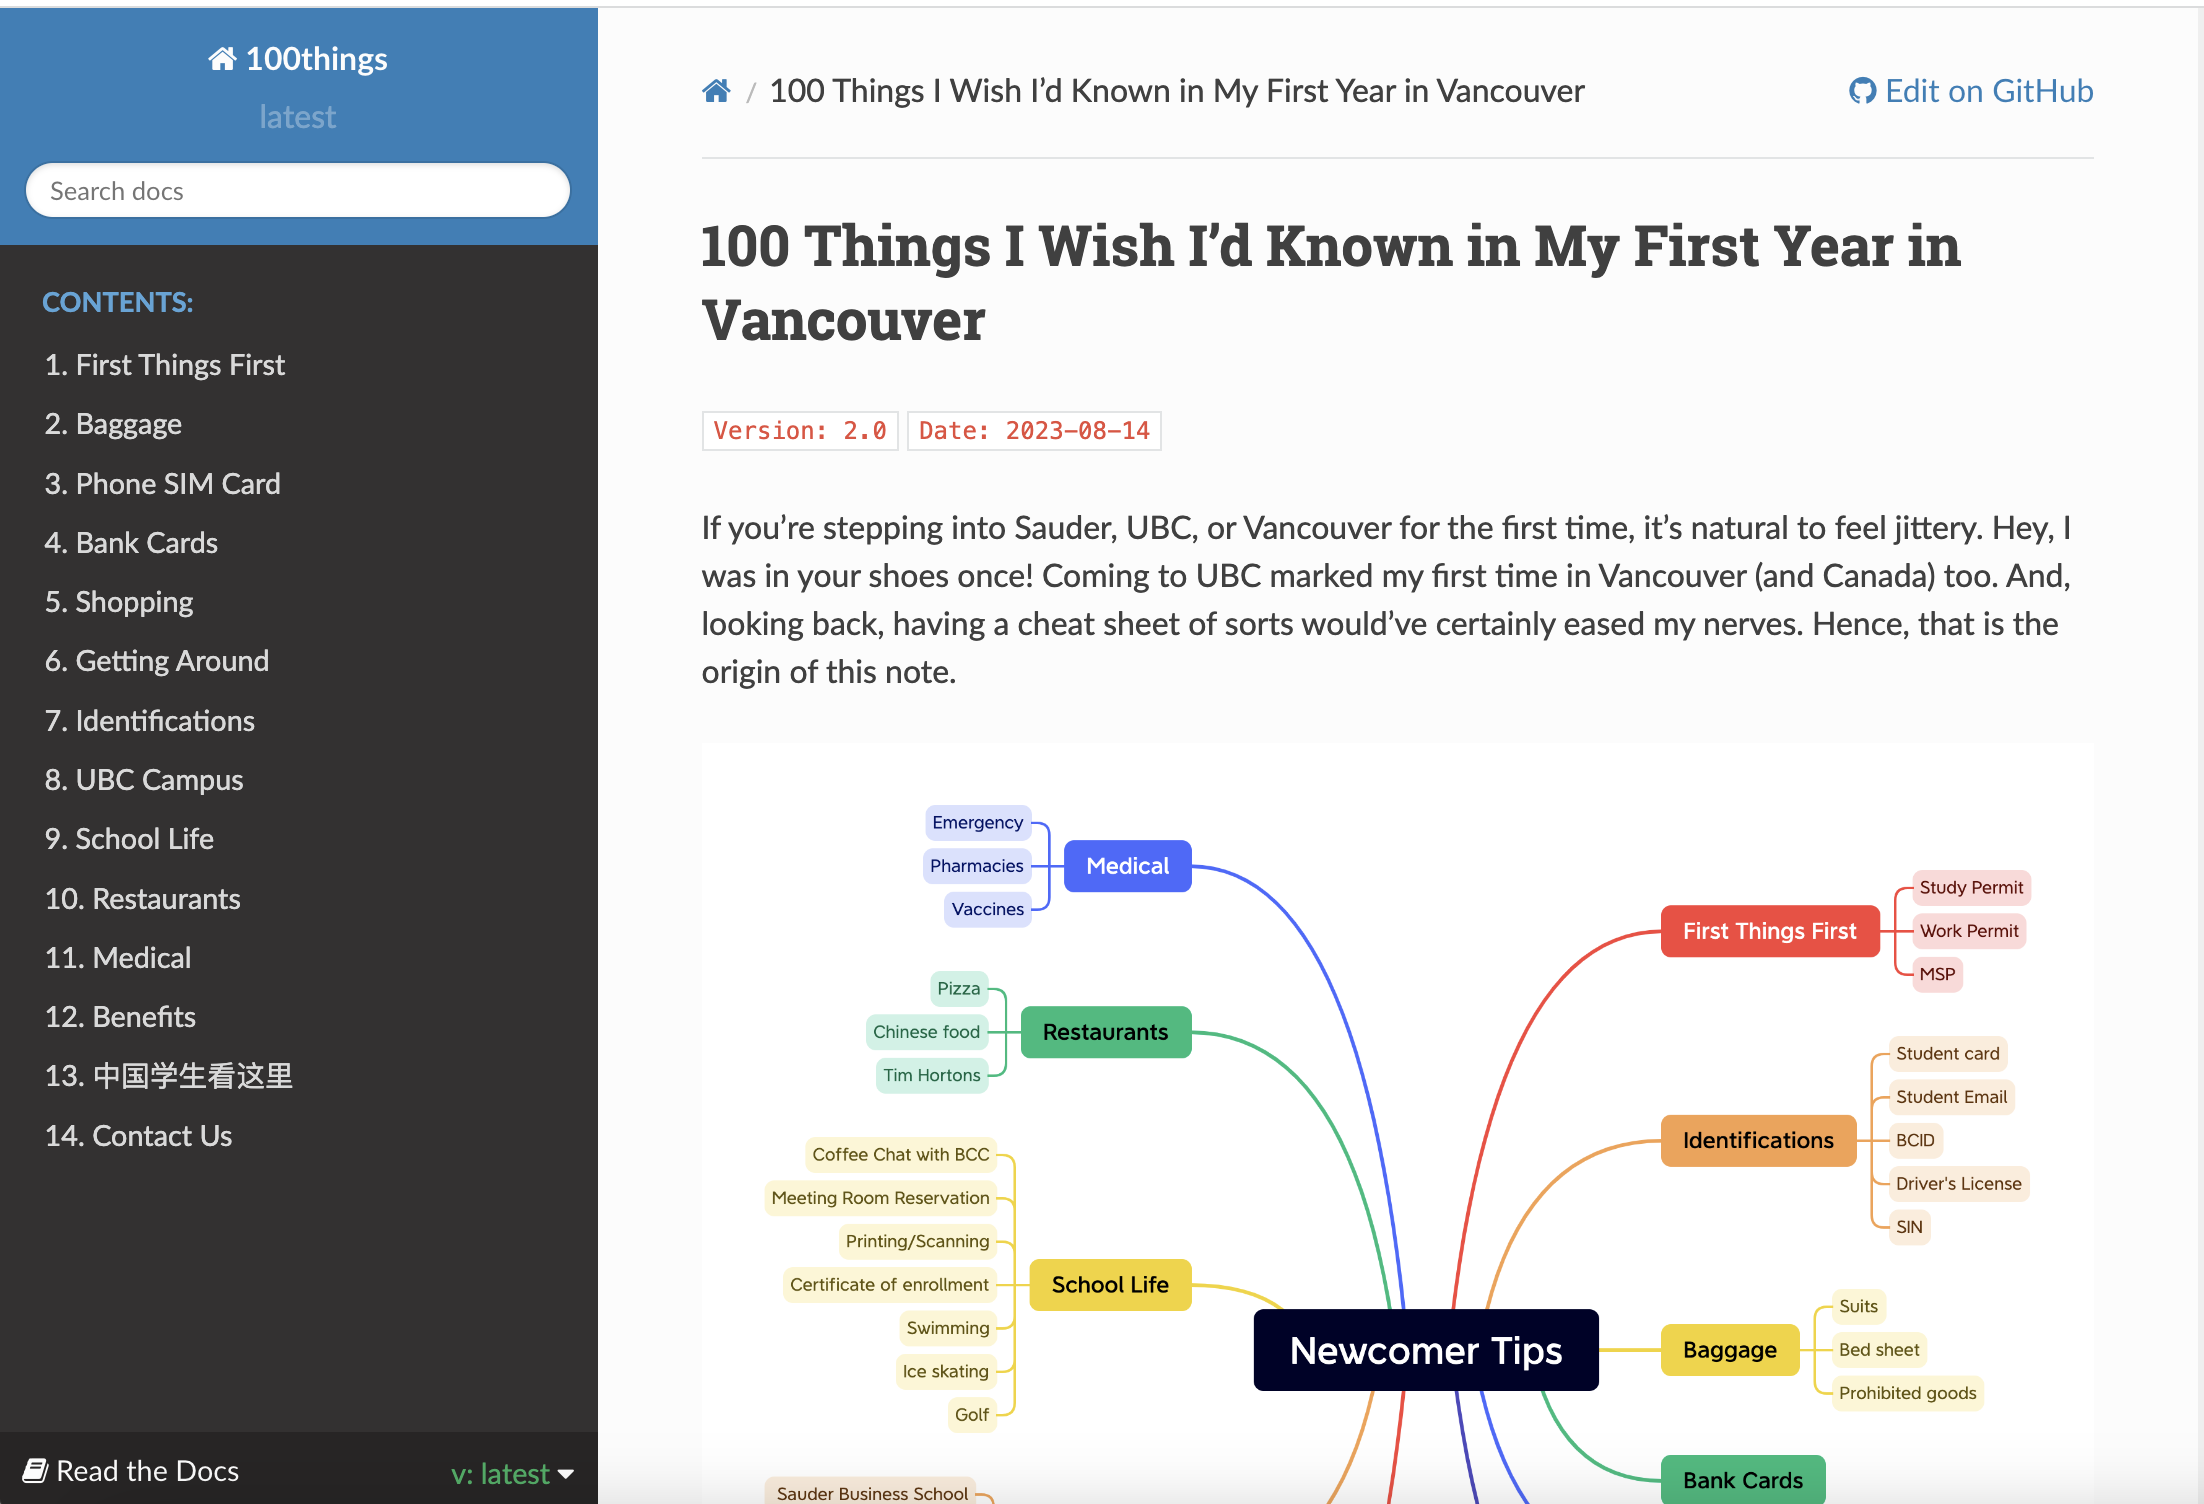 100things
latest
Search docs
CONTENTS:
1. First Things First
2. Baggage
3. Phone SIM Card
4. Bank Cards
5. Shopping
6. Getting Around
7. Identifications
8. UBC Campus
9. School Life
10. Restaurants
11. Medical
12. Benefits
13. 中国学生看这里
14. Contact Us
Read the Docs
v: latest
/ 100 Things I Wish I’d Known in My First Year in Vancouver
Edit on GitHub
100 Things I Wish I’d Known in My First Year in
Vancouver
Version: 2.0 Date: 2023-08-14
If you’re stepping into Sauder, UBC, or Vancouver for the first time, it’s natural to feel jittery. Hey, I
was in your shoes once! Coming to UBC marked my first time in Vancouver (and Canada) too. And,
looking back, having a cheat sheet of sorts would’ve certainly eased my nerves. Hence, that is the
origin of this note.
Emergency
Pharmacies
Vaccines
Medical
Pizza
Chinese food
Tim Hortons
Restaurants
Coffee Chat with BCC
Meeting Room Reservation
Printing/Scanning
Certificate of enrollment
Swimming
Ice skating
Golf
School Life
Sauder Business School
Newcomer Tips
First Things First
Study Permit
Work Permit
MSP
Identifications
Student card
Student Email
BCID
Driver's License
SIN
Baggage
Suits
Bed sheet
Prohibited goods
Bank Cards